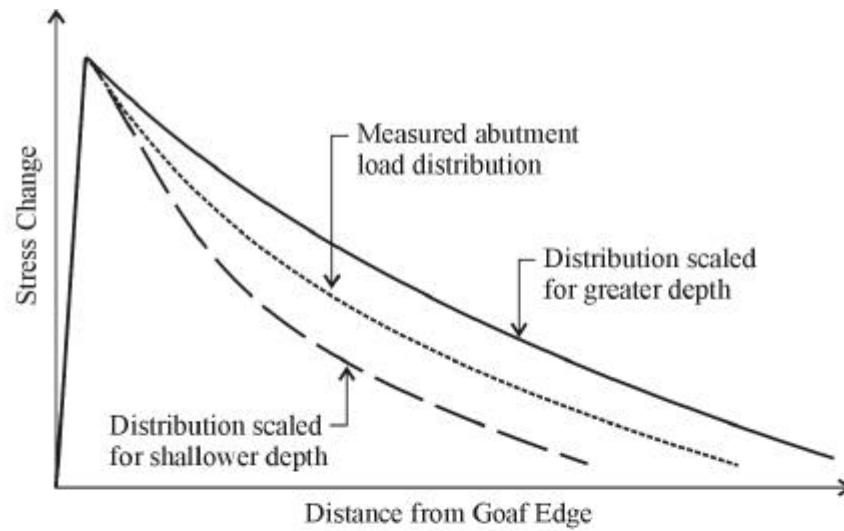 Stress Change
Measured abutment
load distribution
Distribution scaled
for greater depth
Distribution scaled
for shallower depth
Distance from Goaf Edge